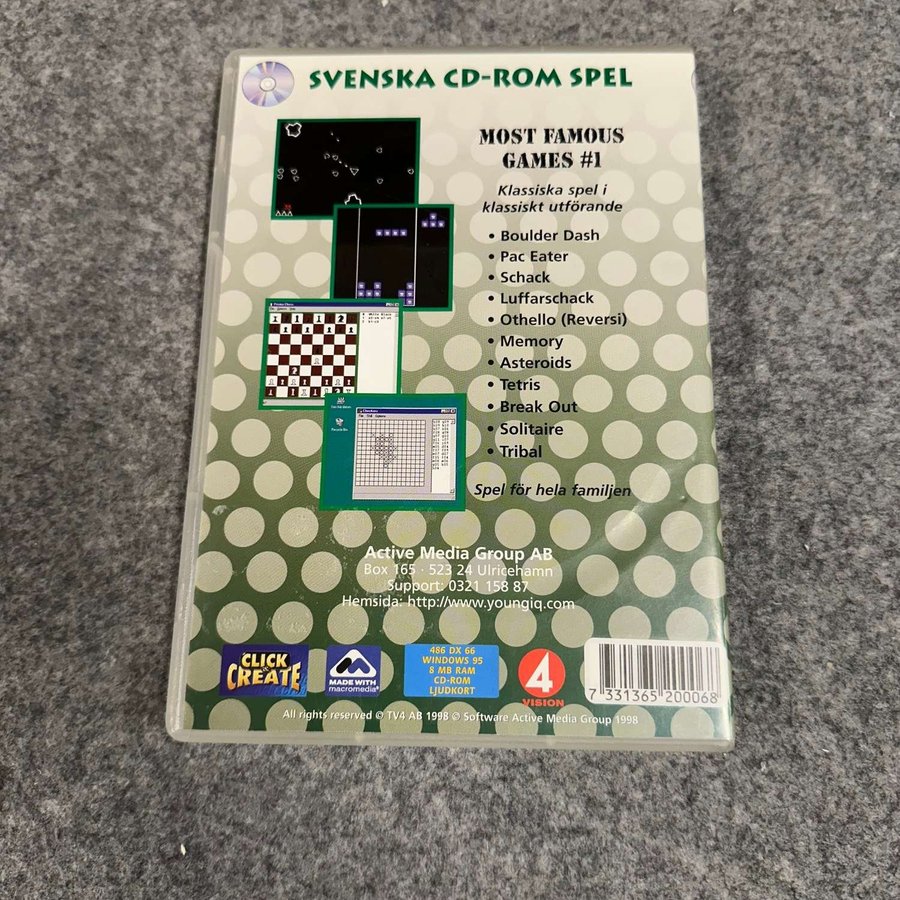 SVENSKA CD-ROM SPEL
MOST FAMOUS
GAMES #1
Klassiska spel i
klassiskt utförande
• Boulder Dash
• Pac Eater
• Schack
• Luffarschack
• Othello (Reversi)
• Memory
• Asteroids
• Tetris
• Break Out
• Solitaire
• Tribal
Spel för hela familjen
Active Media Group AB
Box 165 · 523 24 Ulricehamn
Support: 0321 158 87
Hemsida: http://www.youngiq.com
CLICK
CREATE
MADE WITH
macromedia®
486 DX 66
WINDOWS 95
8 MB RAM
CD-ROM
LJUDKORT
4
VISION
7 331365 200068
All rights reserved © TV4 AB 1998 © Software Active Media Group 1998